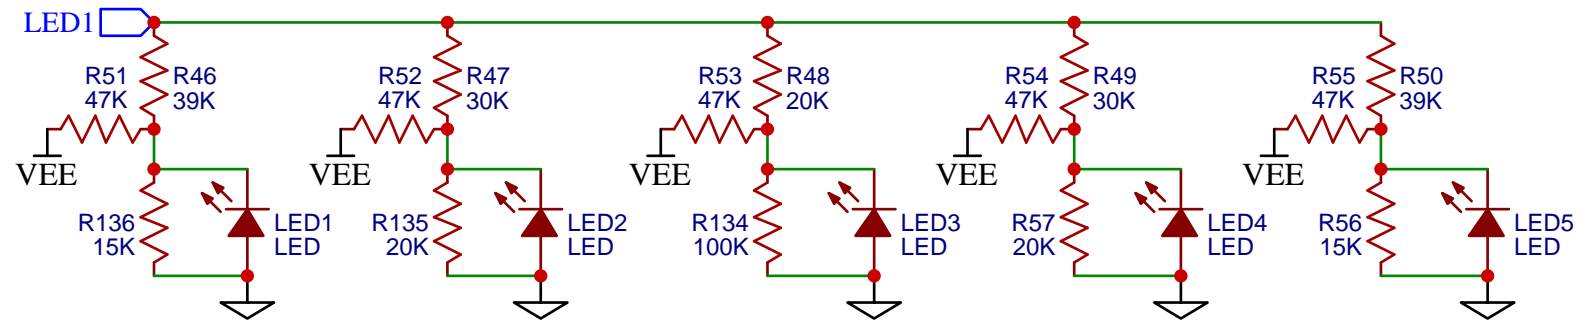 LED1
R51
47K
R46
39K
VEE
R136
15K
LED1
LED
R52
47K
R47
30K
VEE
R135
20K
LED2
LED
R53
47K
R48
20K
VEE
R134
100K
LED3
LED
R54
47K
R49
30K
VEE
R57
20K
LED4
LED
R55
47K
R50
39K
VEE
R56
15K
LED5
LED